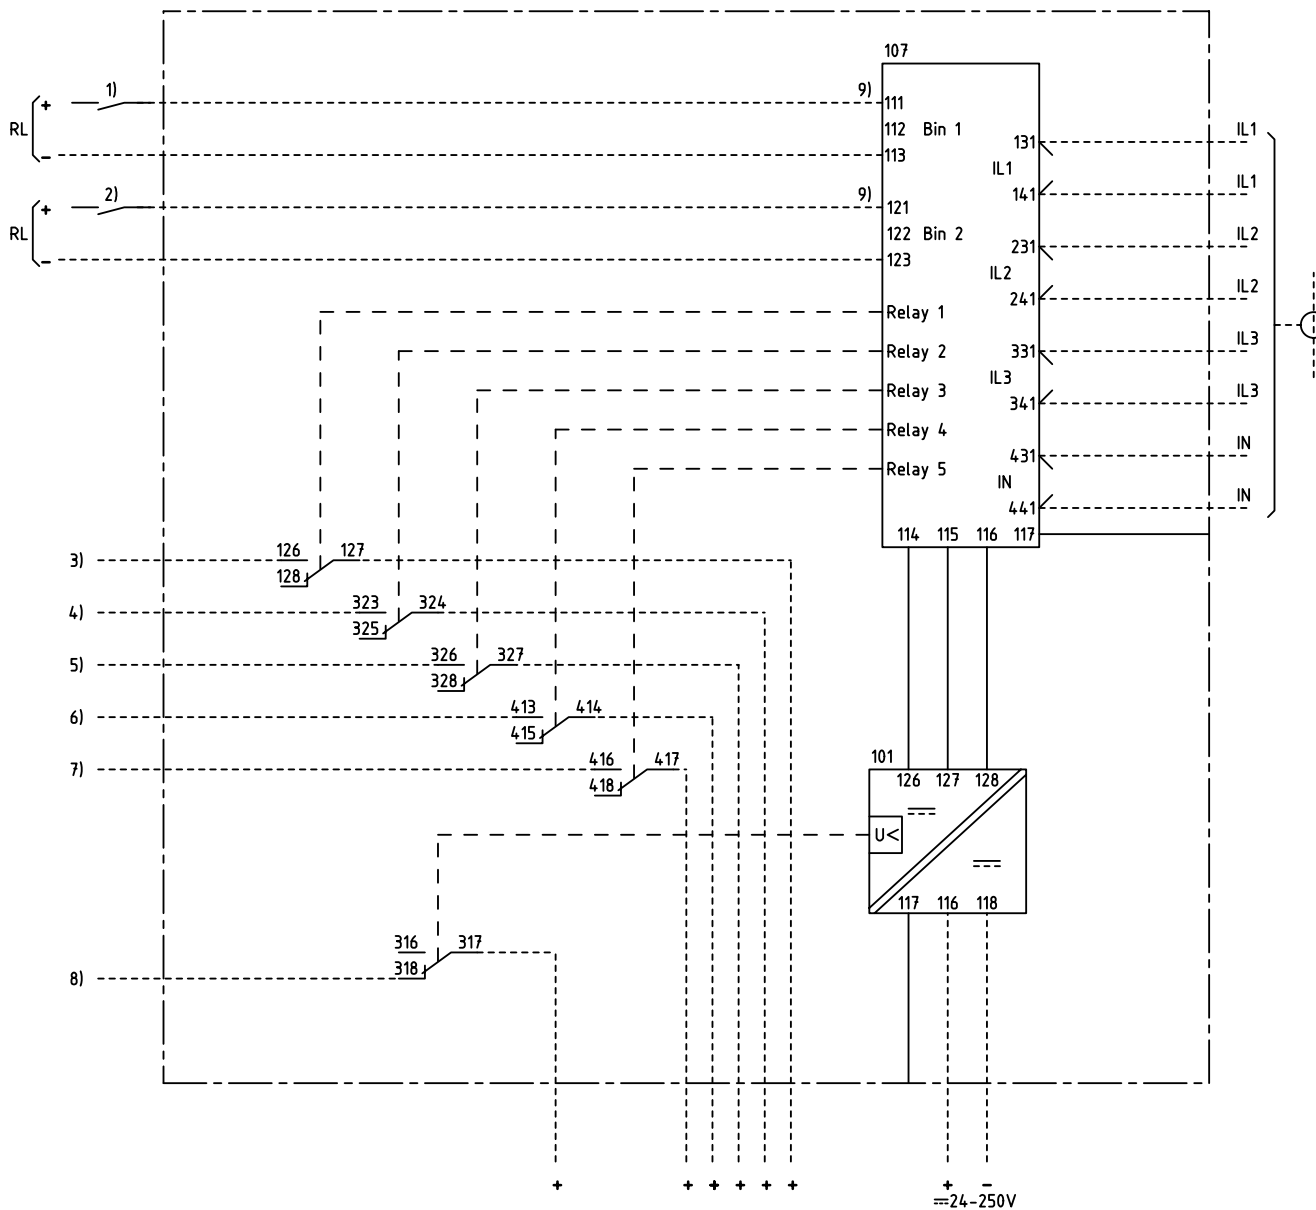 107
1)
9)
+
111
IL1
RL
112 Bin 1
131
-
113
IL1
IL1
141
2)
9)
+
121
IL2
RL
122 Bin 2
231
-
123
IL2
IL2
241
Relay 1
IL3
Relay 2
331
IL3
IL3
Relay 3
341
Relay 4
IN
431
Relay 5
IN
IN
441
114 115 116 117
3)
126 127
128
4)
323 324
325
5)
326 327
328
6)
413 414
415
7)
416 417
418
101
126 127 128
U<
117 116 118
316 317
8)
318
+ + + + + + + -
24-250V